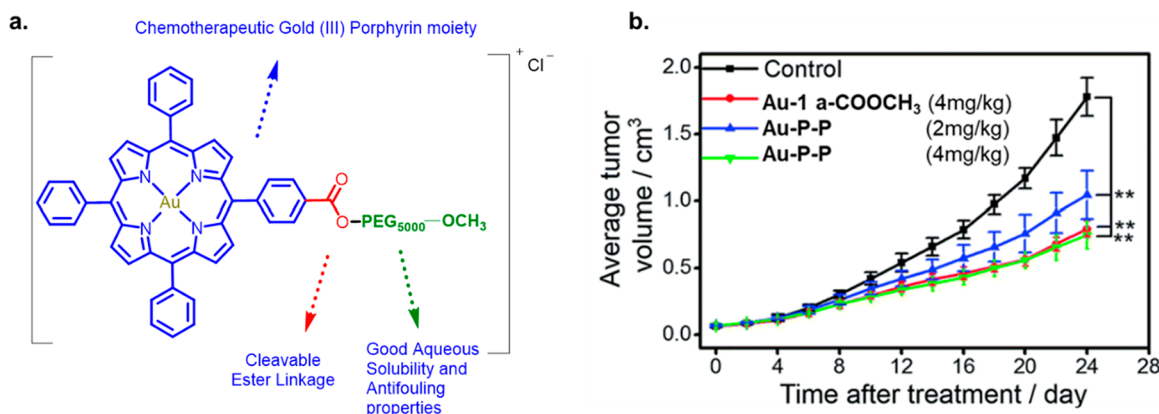 a.
Chemotherapeutic Gold (III) Porphyrin moiety
+
Cl−
N
N
Au
N
N
O
O
PEG5000—OCH3
Cleavable
Ester Linkage
Good Aqueous
Solubility and
Antifouling
properties
b.
2.0
1.5
1.0
0.5
0.0
Average tumor
volume / cm3
Control
Au-1 a-COOCH3 (4mg/kg)
Au-P-P (2mg/kg)
Au-P-P (4mg/kg)
**
**
**
0 4 8 12 16 20 24 28
Time after treatment / day